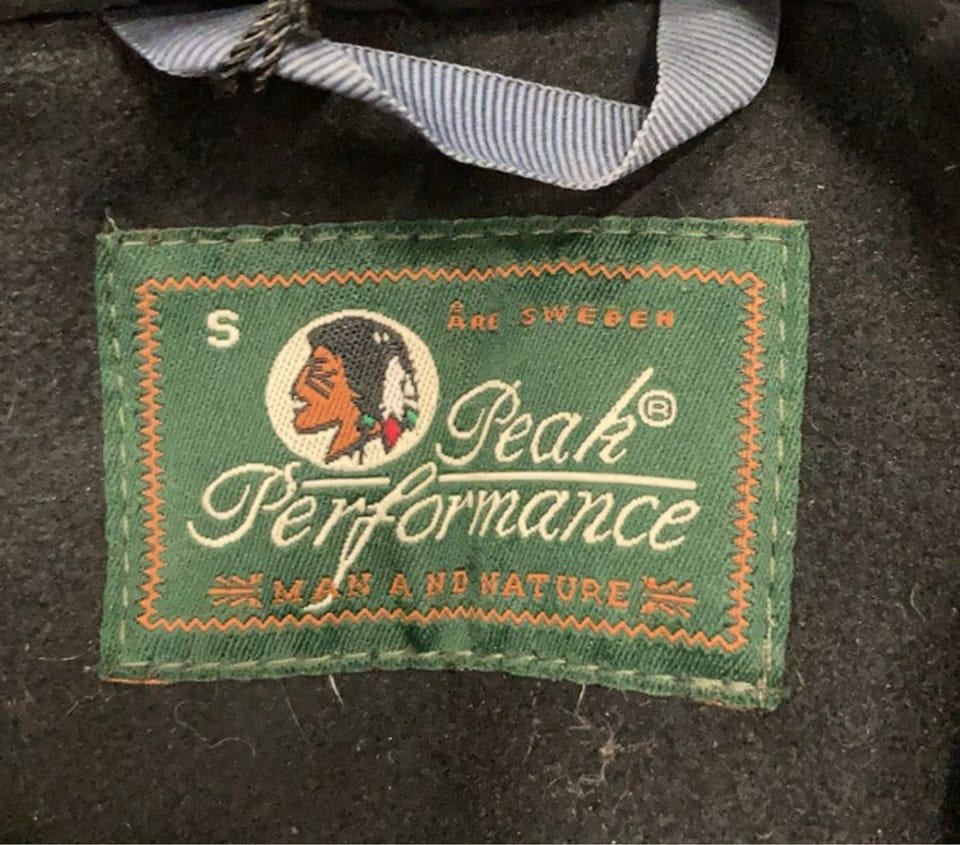 S
ÅRE SWEDEN
Peak®
Performance
MAN AND NATURE